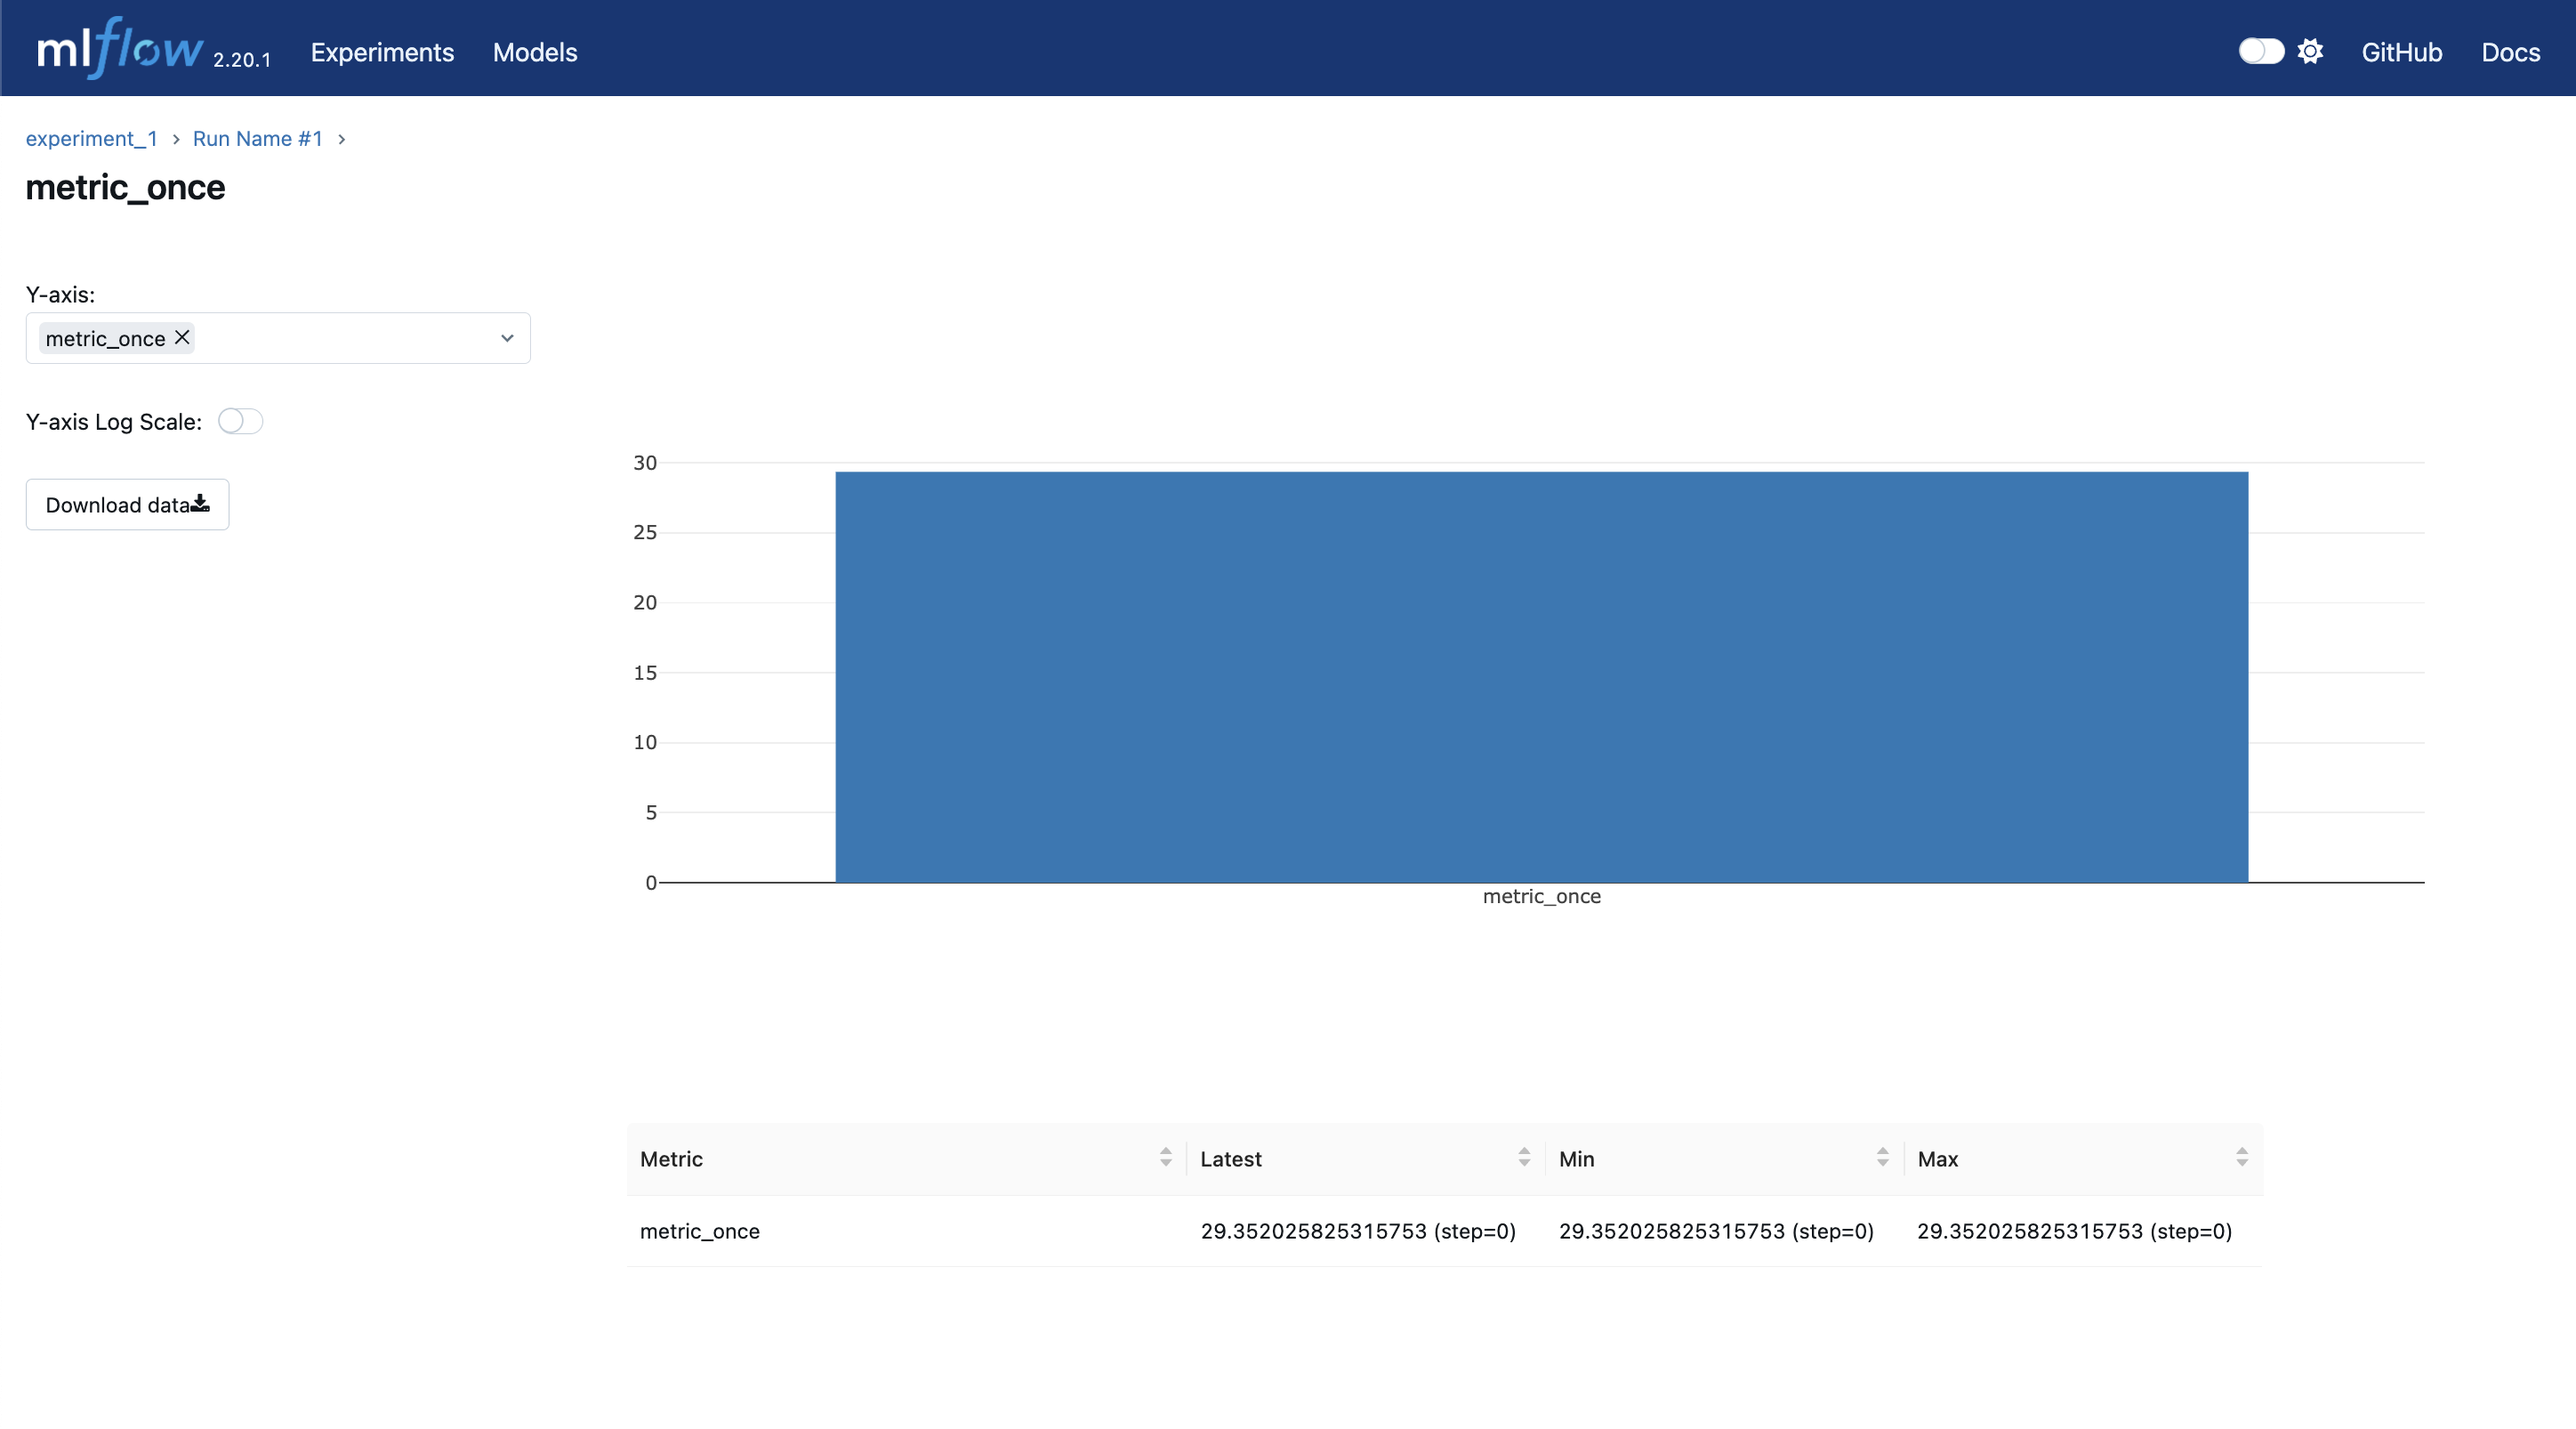 mlflow 2.20.1 Experiments Models GitHub Docs
experiment_1 > Run Name #1 >
metric_once
Y-axis:
metric_once
Y-axis Log Scale:
Download data
30
25
20
15
10
5
0
metric_once
Metric Latest Min Max
metric_once 29.352025825315753 (step=0) 29.352025825315753 (step=0) 29.352025825315753 (step=0)